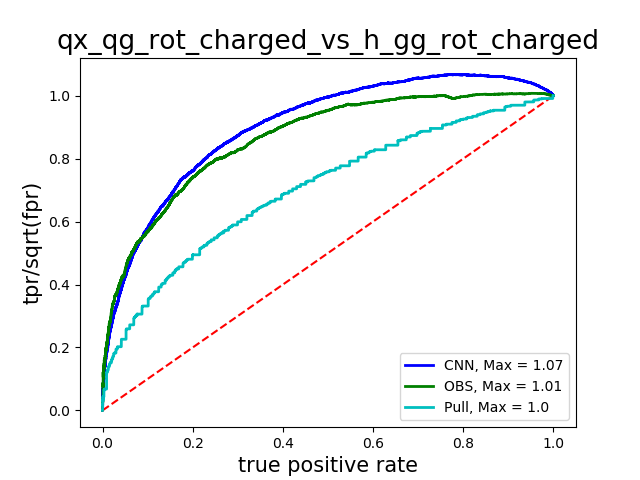 qx_qg_rot_charged_vs_h_gg_rot_charged
tpr/sqrt(fpr)
1.0
0.8
0.6
0.4
0.2
0.0
CNN, Max = 1.07
OBS, Max = 1.01
Pull, Max = 1.0
0.0 0.2 0.4 0.6 0.8 1.0
true positive rate